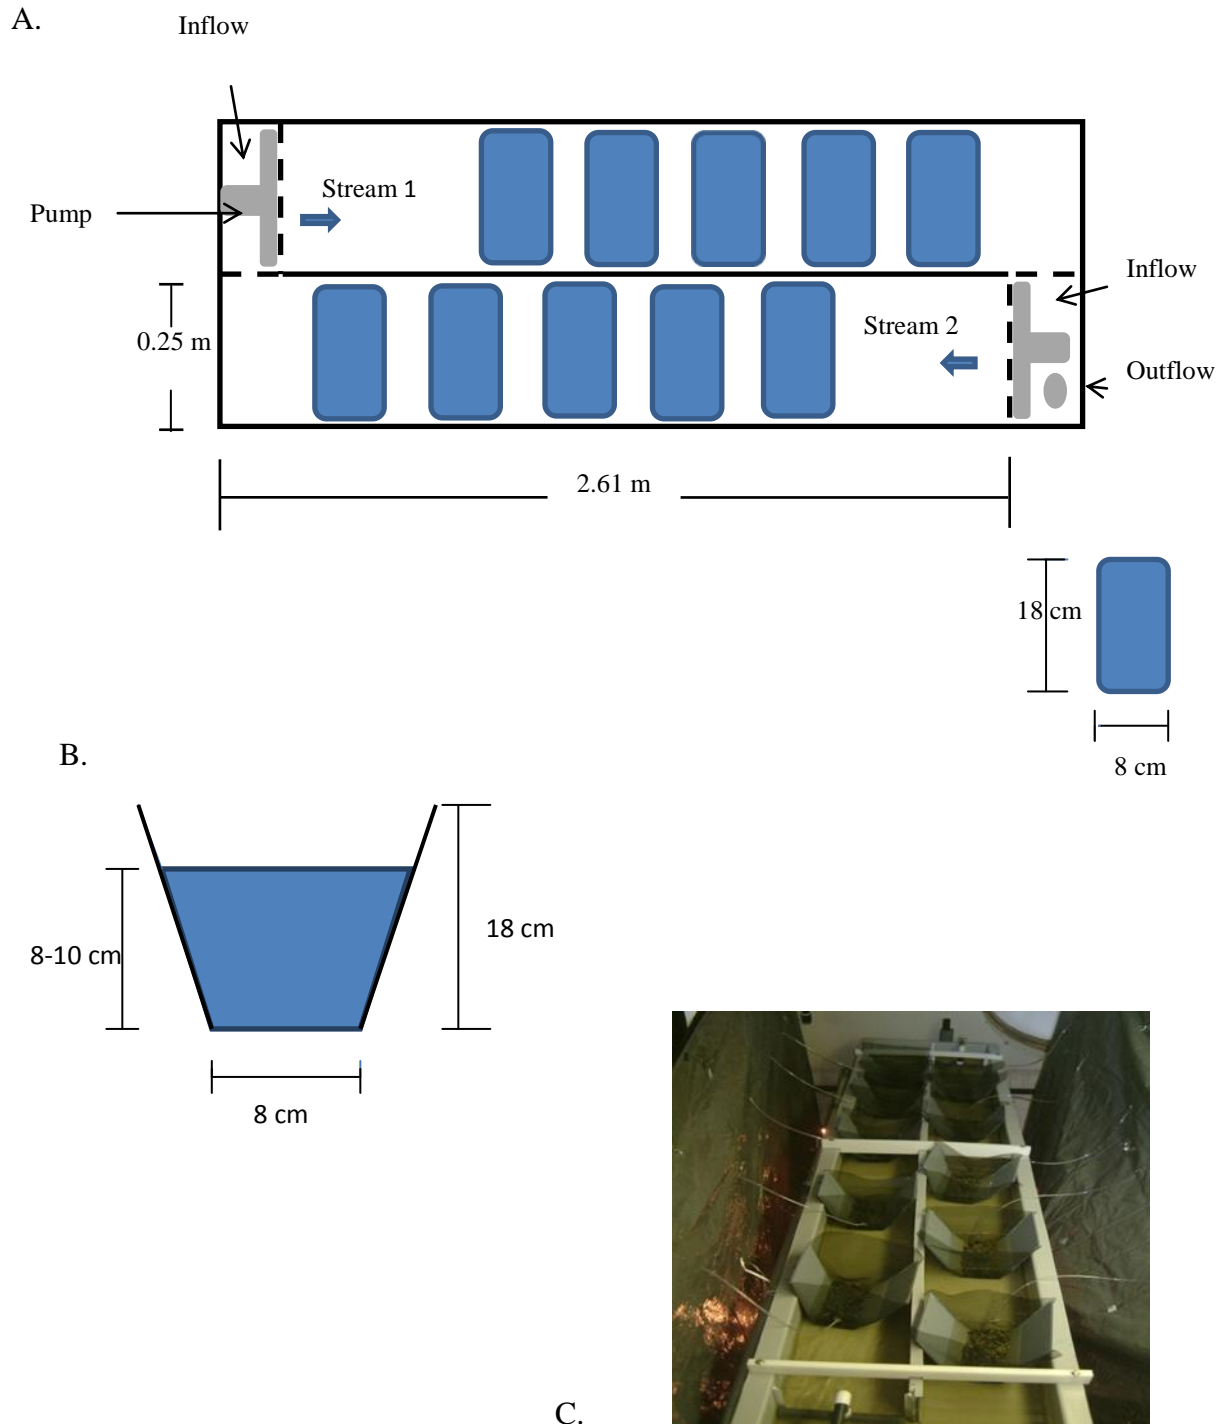 A.
Inflow
Stream 1
Pump
Inflow
0.25 m
Stream 2
Outflow
2.61 m
18 cm
8 cm
B.
8-10 cm
18 cm
8 cm
C.